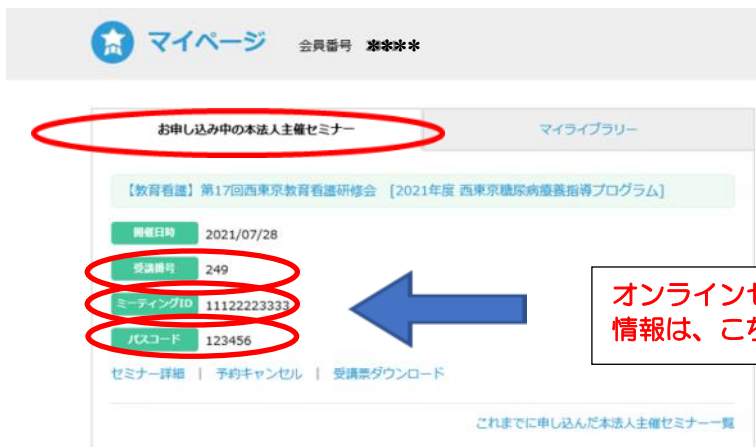 マイページ 会員番号 ****
お申し込み中の本法人主催セミナー マイライブラリー
【教育看護】第17回西東京教育看護研修会 [2021年度 西東京糖尿病療養指導プログラム]
開催日時 2021/07/28
受講番号 249
ミーティングID 11122223333
パスコード 123456
オンラインセ
情報は、こち
セミナー詳細 | 予約キャンセル | 受講票ダウンロード
これまでに申し込んだ本法人主催セミナー一覧